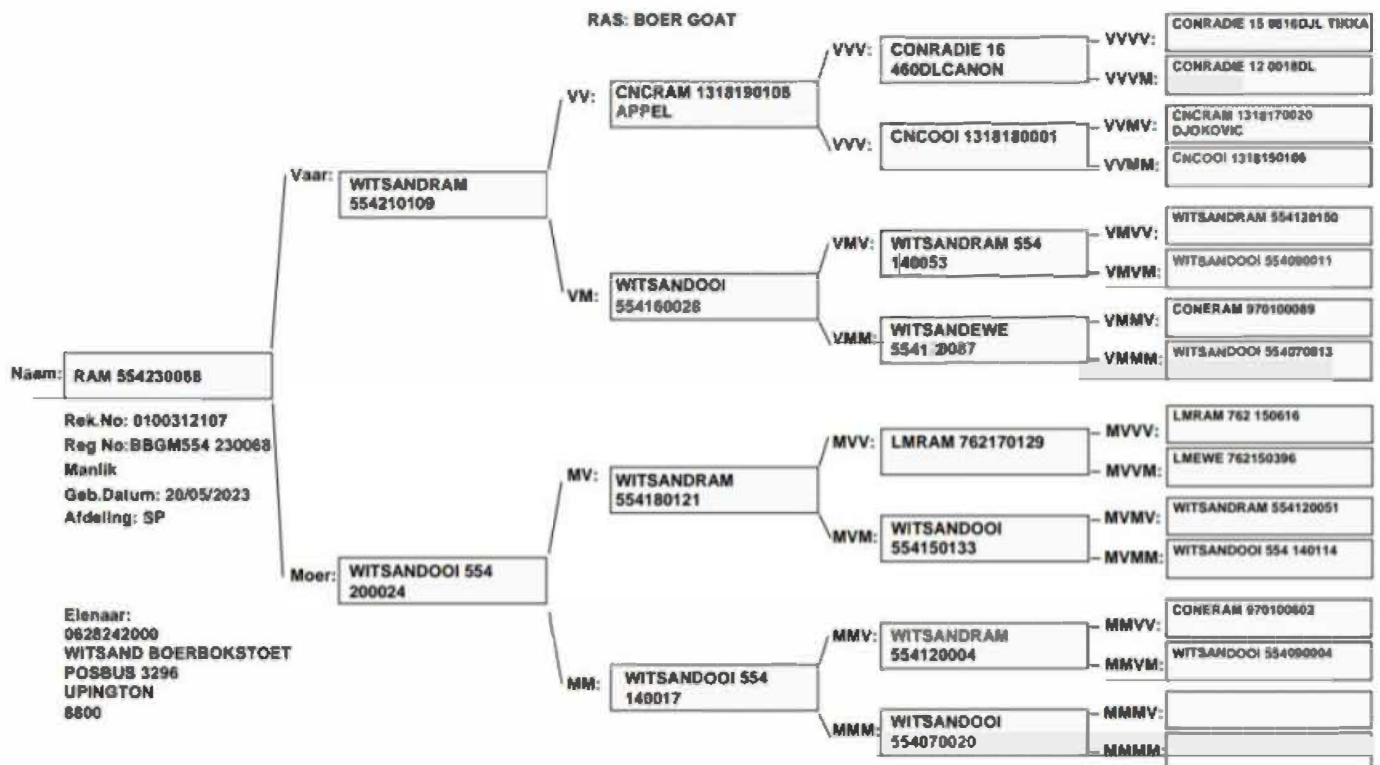 RAS: BOER GOAT
Naam: RAM 554230068
Rek.No: 0100312107
Reg No:BBGM554 230068
Manlik
Geb.Datum: 20/05/2023
Afdeling: SP
Eienaar:
0628242000
WITSAND BOERBOKSTOET
POSBUS 3296
UPINGTON
8800
Vaar: WITSANDRAM
554210109
Moer: WITSANDOOI 554
200024
VV: CNCRAM 1318190108
APPEL
VM: WITSANDOOI
554160028
MV: WITSANDRAM
554180121
MM: WITSANDOOI 554
140017
VVV: CONRADIE 16
460DLCANON
VVV: CNCOOI 1318180001
VMV: WITSANDRAM 554
140053
VMM: WITSANDEWE
554120087
MVV: LMRAM 762170129
MVM: WITSANDOOI
554150133
MMV: WITSANDRAM
554120004
MMM: WITSANDOOI
554070020
VVVV: CONRADIE 15 TIKKA
VVVM: CONRADIE 12 0018DL
VVMV: CNCRAM 1318170020
DJOKOVIC
VVMM: CNCOOI 1318150166
VMVV: WITSANDRAM 554120150
VMVM: WITSANDOOI 554090011
VMMV: CONERAM 970100089
VMMM: WITSANDOOI 554070813
MVVV: LMRAM 762 150616
MVVM: LMEWE 762150396
MVMV: WITSANDRAM 554120051
MVMM: WITSANDOOI 554 140114
MMVV: CONERAM 970100602
MMVM: WITSANDOOI 554090004
MMMV:
MMMM: